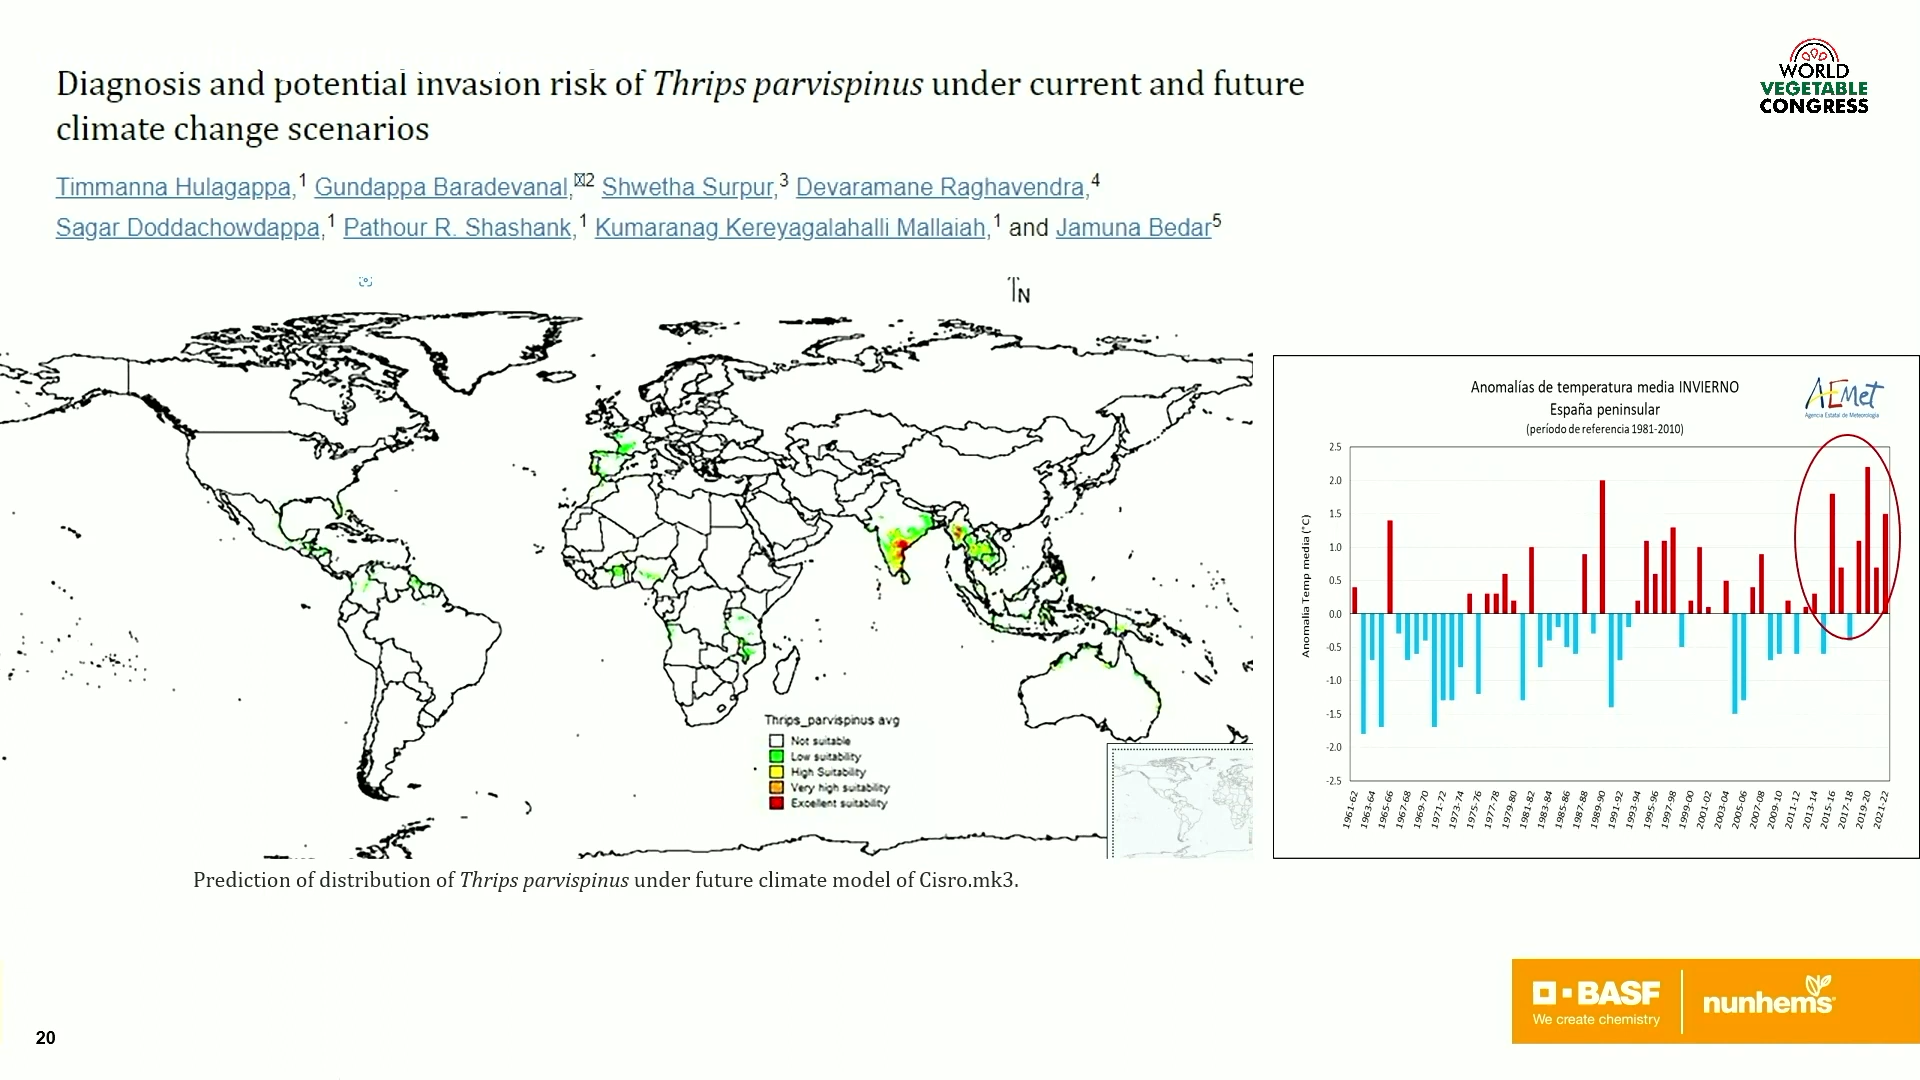 Diagnosis and potential invasion risk of Thrips parvispinus under current and future
climate change scenarios
Timmanna Hulagappa,1 Gundappa Baradevanal,2 Shwetha Surpur,3 Devaramane Raghavendra,4
Sagar Doddachowdappa,1 Pathour R. Shashank,1 Kumaranag Kereyagalahalli Mallaiah,1 and Jamuna Bedar5
WORLD
VEGETABLE
CONGRESS
N
Thrips_parvispinus avg
Not suitable
Low suitability
High Suitability
Very high suitability
Excellent suitability
Prediction of distribution of Thrips parvispinus under future climate model of Cisro.mk3.
Anomalías de temperatura media INVIERNO
España peninsular
(período de referencia 1981-2010)
AEMet
Agencia Estatal de Meteorología
Anomalia Temp media (°C)
2.5
2.0
1.5
1.0
0.5
0.0
-0.5
-1.0
-1.5
-2.0
-2.5
1961-62
1963-64
1965-66
1967-68
1969-70
1971-72
1973-74
1975-76
1977-78
1979-80
1981-82
1983-84
1985-86
1987-88
1989-90
1991-92
1993-94
1995-96
1997-98
1999-00
2001-02
2003-04
2005-06
2007-08
2009-10
2011-12
2013-14
2015-16
2017-18
2019-20
2021-22
BASF
We create chemistry
nunhems
20